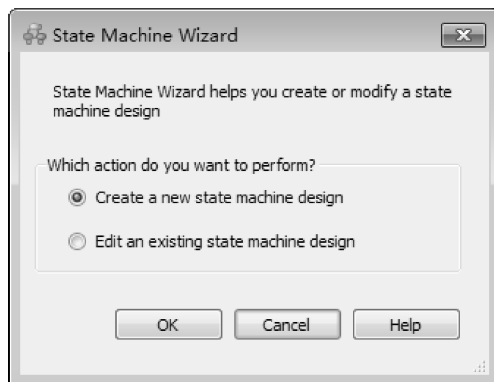 State Machine Wizard
State Machine Wizard helps you create or modify a state
machine design
Which action do you want to perform?
Create a new state machine design
Edit an existing state machine design
OK Cancel Help